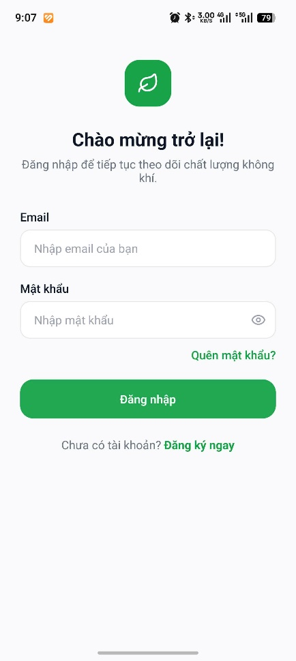 9:07 3.00 KB/S 4G 5G 79
Chào mừng trở lại!
Đăng nhập để tiếp tục theo dõi chất lượng không
khí.
Email
Nhập email của bạn
Mật khẩu
Nhập mật khẩu
Quên mật khẩu?
Đăng nhập
Chưa có tài khoản? Đăng ký ngay